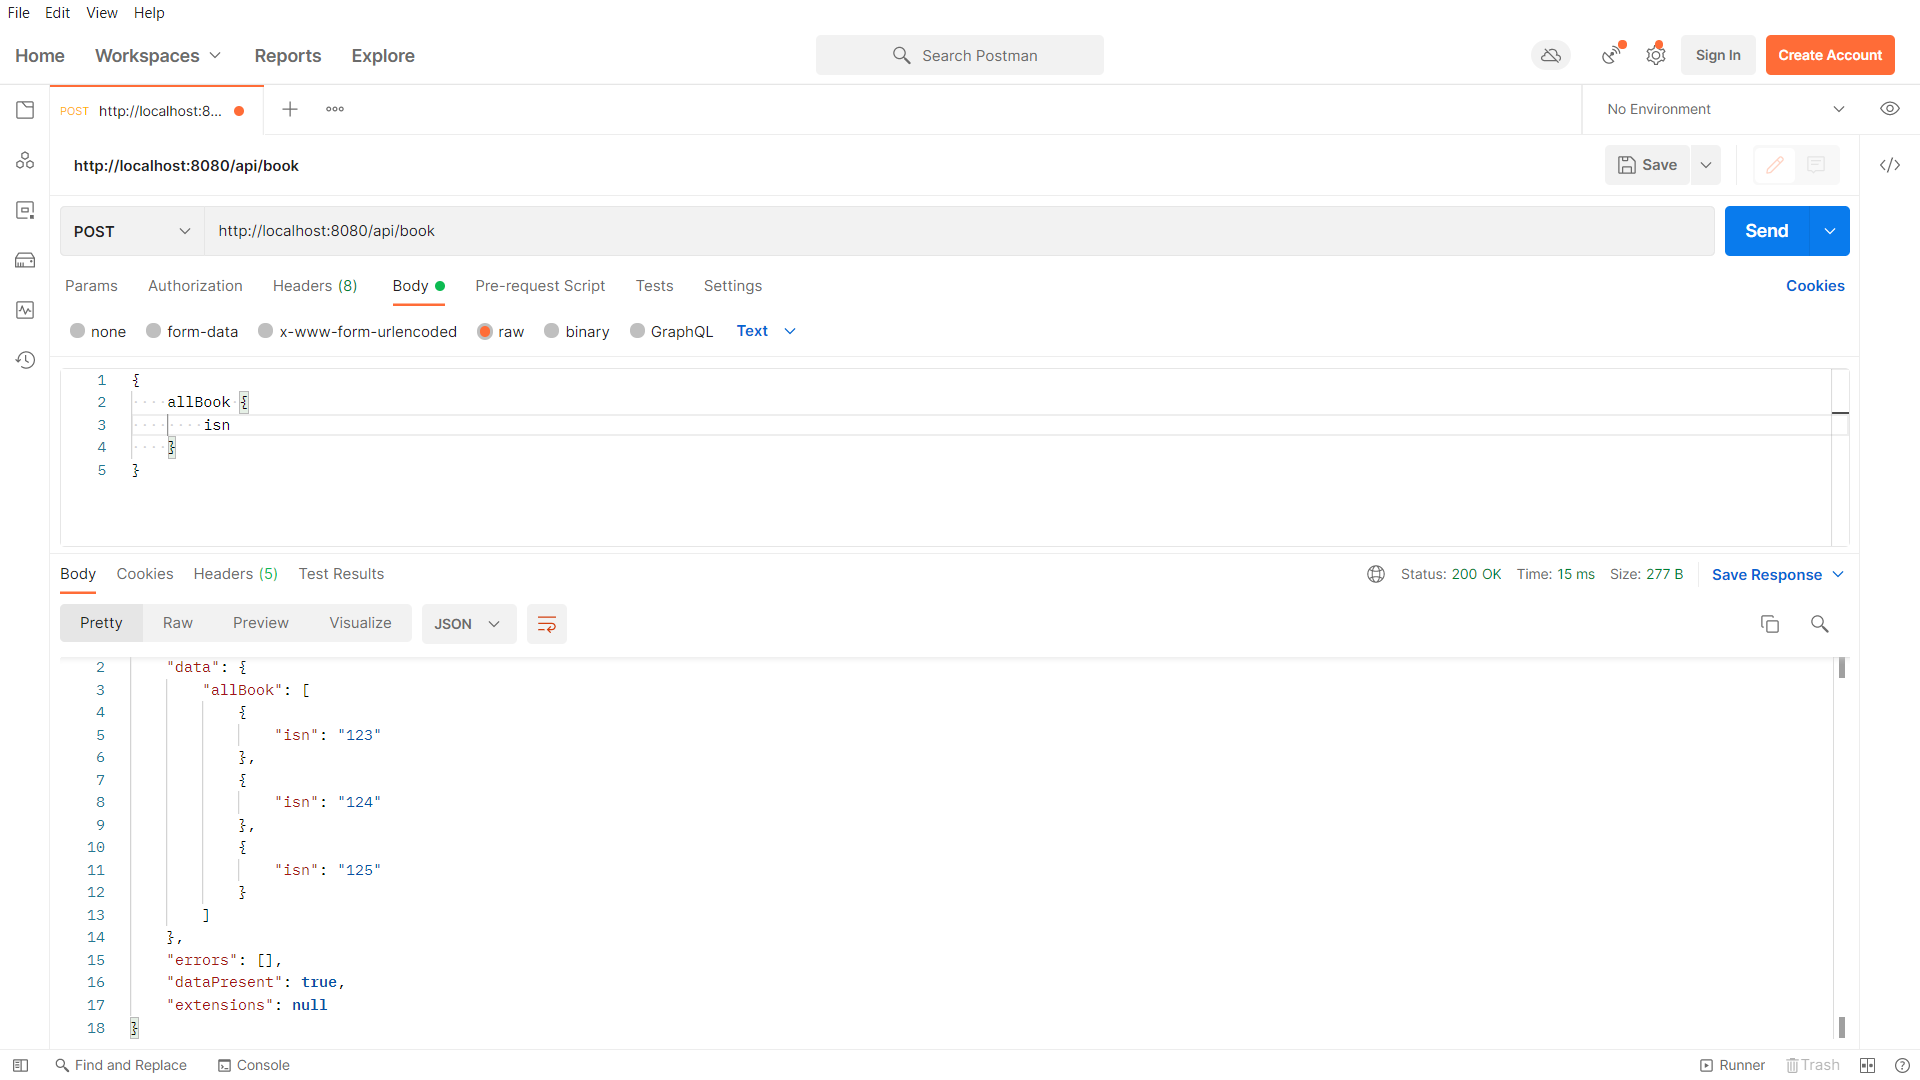 File Edit View Help
Home Workspaces Reports Explore Search Postman Sign In Create Account
POST http://localhost:8... No Environment
http://localhost:8080/api/book Save
POST http://localhost:8080/api/book Send
Params Authorization Headers (8) Body Pre-request Script Tests Settings Cookies
none form-data x-www-form-urlencoded raw binary GraphQL Text
1 {
2 allBook {
3 isn
4 }
5 }
Body Cookies Headers (5) Test Results Status: 200 OK Time: 15 ms Size: 277 B Save Response
Pretty Raw Preview Visualize JSON
2 "data": {
3 "allBook": [
4 {
5 "isn": "123"
6 },
7 {
8 "isn": "124"
9 },
10 {
11 "isn": "125"
12 }
13 ]
14 },
15 "errors": [],
16 "dataPresent": true,
17 "extensions": null
18 }
Find and Replace Console Runner Trash